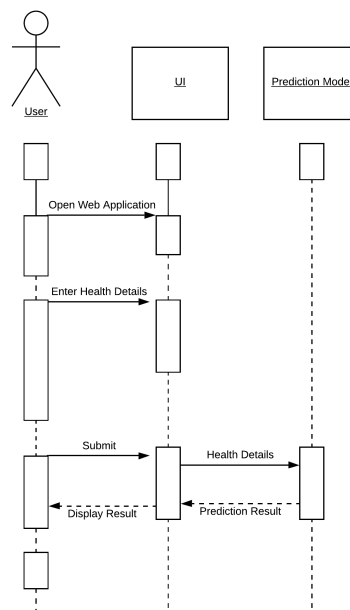 User
UI
Prediction Mode
Open Web Application
Enter Health Details
Submit
Health Details
Display Result
Prediction Result